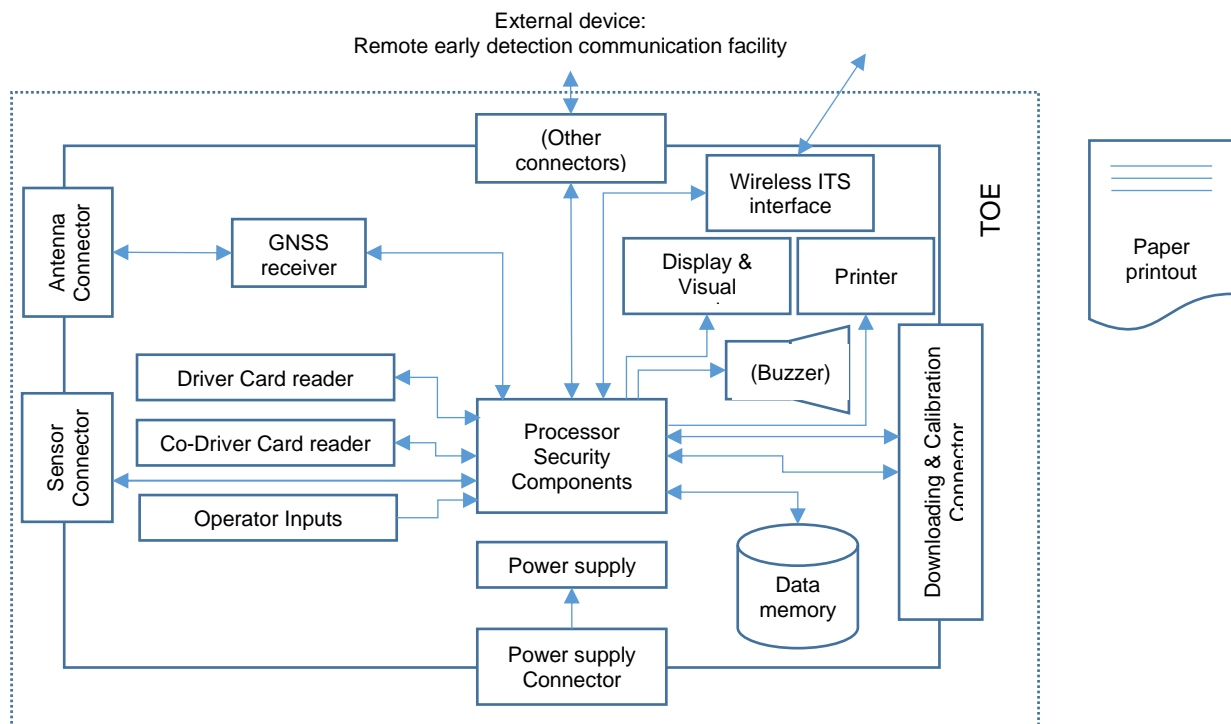 External device:
Remote early detection communication facility
(Other
connectors)
Wireless ITS
interface
TOE
Antenna
Connector
GNSS
receiver
Display &
Visual
Printer
Paper
printout
Driver Card reader
(Buzzer)
Sensor
Connector
Co-Driver Card reader
Processor
Security
Components
Downloading & Calibration
Connector
Operator Inputs
Power supply
Data
memory
Power supply
Connector